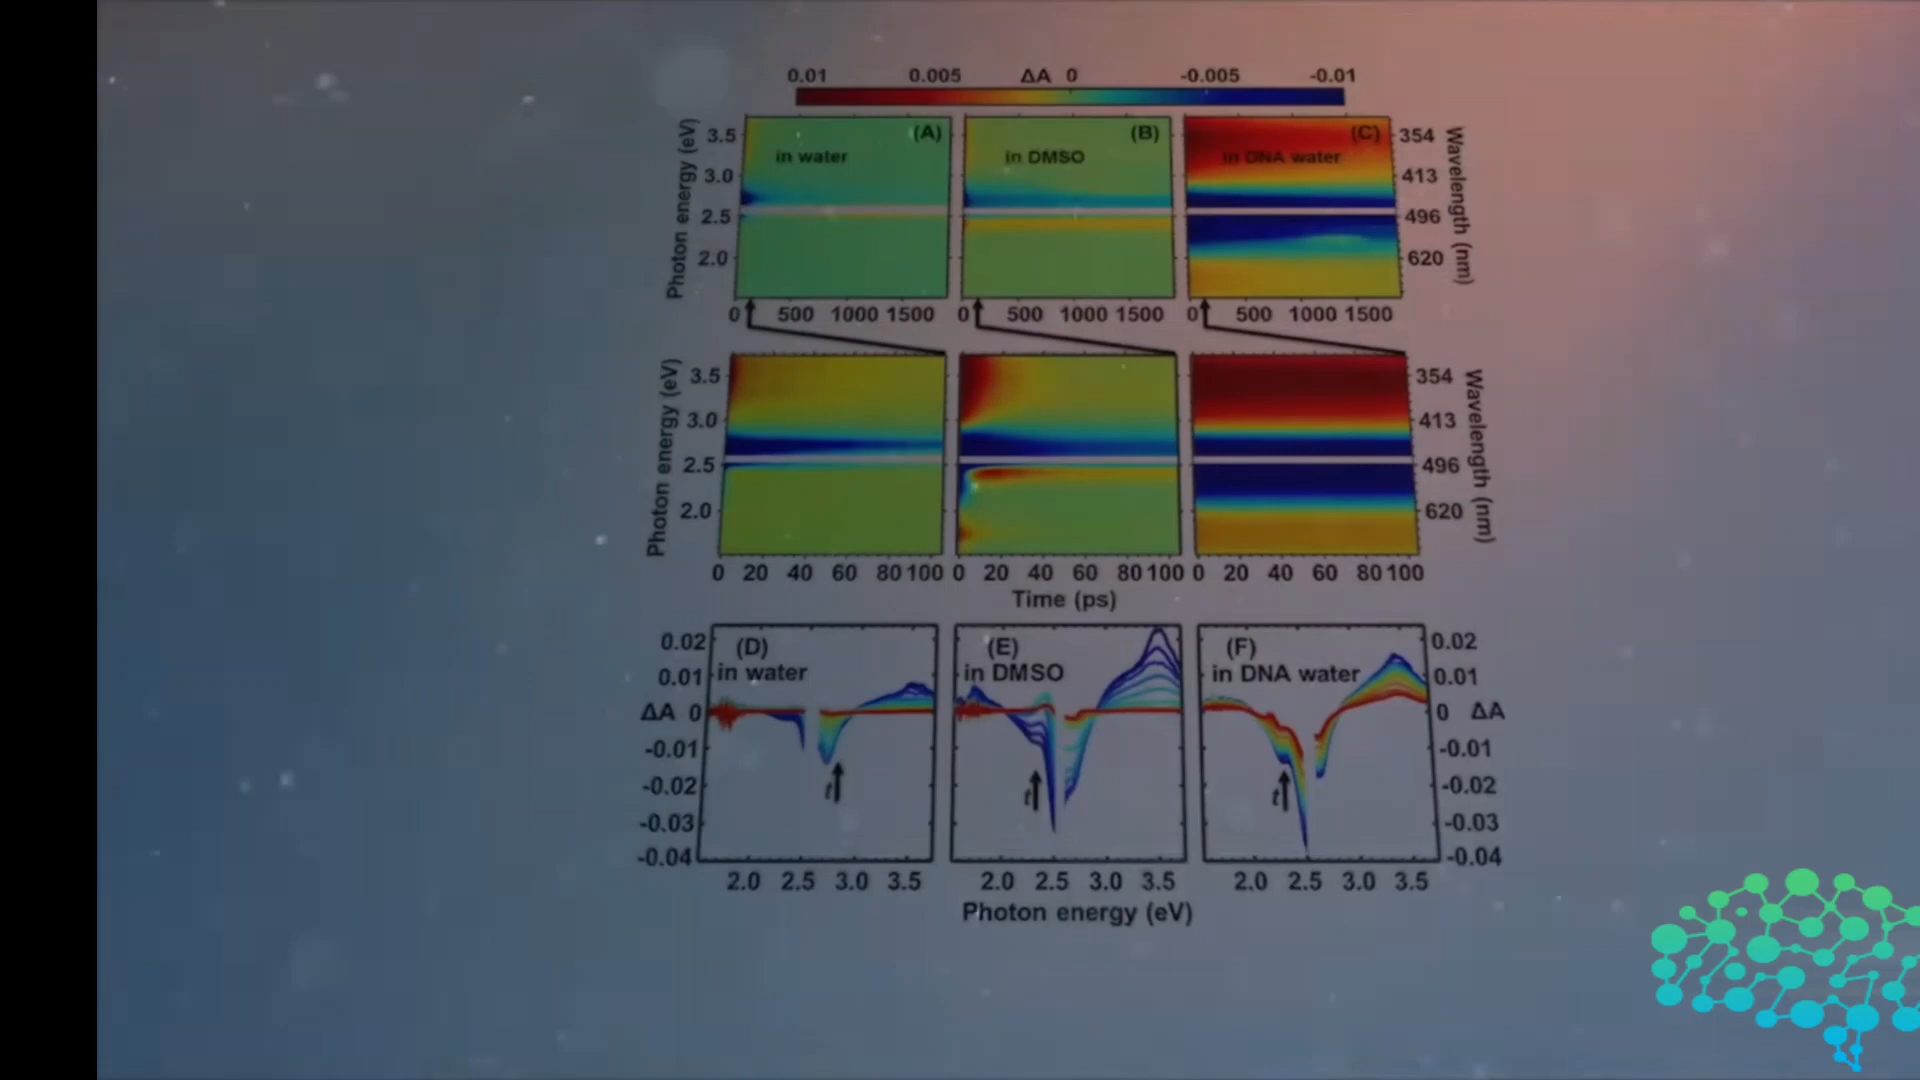 0.01 0.005 ΔA 0 -0.005 -0.01
(A) (B) (C)
in water in DMSO in DNA water
Photon energy (eV)
3.5
3.0
2.5
2.0
354
413
496
620
Wavelength (nm)
0 500 1000 1500 0 500 1000 1500 0 500 1000 1500
Photon energy (eV)
3.5
3.0
2.5
2.0
354
413
496
620
Wavelength (nm)
0 20 40 60 80 100 0 20 40 60 80 100 0 20 40 60 80 100
Time (ps)
(D)
in water
(E)
in DMSO
(F)
in DNA water
0.02
0.01
ΔA 0
-0.01
-0.02
-0.03
-0.04
t t t
0.02
0.01
0 ΔA
-0.01
-0.02
-0.03
-0.04
2.0 2.5 3.0 3.5 2.0 2.5 3.0 3.5 2.0 2.5 3.0 3.5
Photon energy (eV)